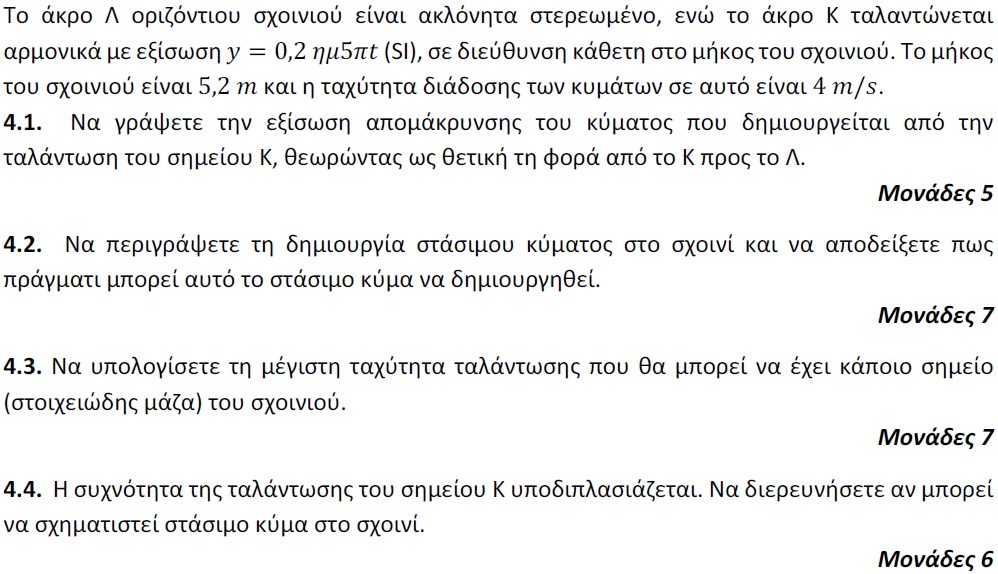 Το άκρο Λ οριζόντιου σχοινιού είναι ακλόνητα στερεωμένο, ενώ το άκρο Κ ταλαντώνεται
αρμονικά με εξίσωση y = 0,2 ημ5πt (SI), σε διεύθυνση κάθετη στο μήκος του σχοινιού. Το μήκος
του σχοινιού είναι 5,2 m και η ταχύτητα διάδοσης των κυμάτων σε αυτό είναι 4 m/s.
4.1. Να γράψετε την εξίσωση απομάκρυνσης του κύματος που δημιουργείται από την
ταλάντωση του σημείου Κ, θεωρώντας ως θετική τη φορά από το Κ προς το Λ.
Μονάδες 5
4.2. Να περιγράψετε τη δημιουργία στάσιμου κύματος στο σχοινί και να αποδείξετε πως
πράγματι μπορεί αυτό το στάσιμο κύμα να δημιουργηθεί.
Μονάδες 7
4.3. Να υπολογίσετε τη μέγιστη ταχύτητα ταλάντωσης που θα μπορεί να έχει κάποιο σημείο
(στοιχειώδης μάζα) του σχοινιού.
Μονάδες 7
4.4. Η συχνότητα της ταλάντωσης του σημείου Κ υποδιπλασιάζεται. Να διερευνήσετε αν μπορεί
να σχηματιστεί στάσιμο κύμα στο σχοινί.
Μονάδες 6